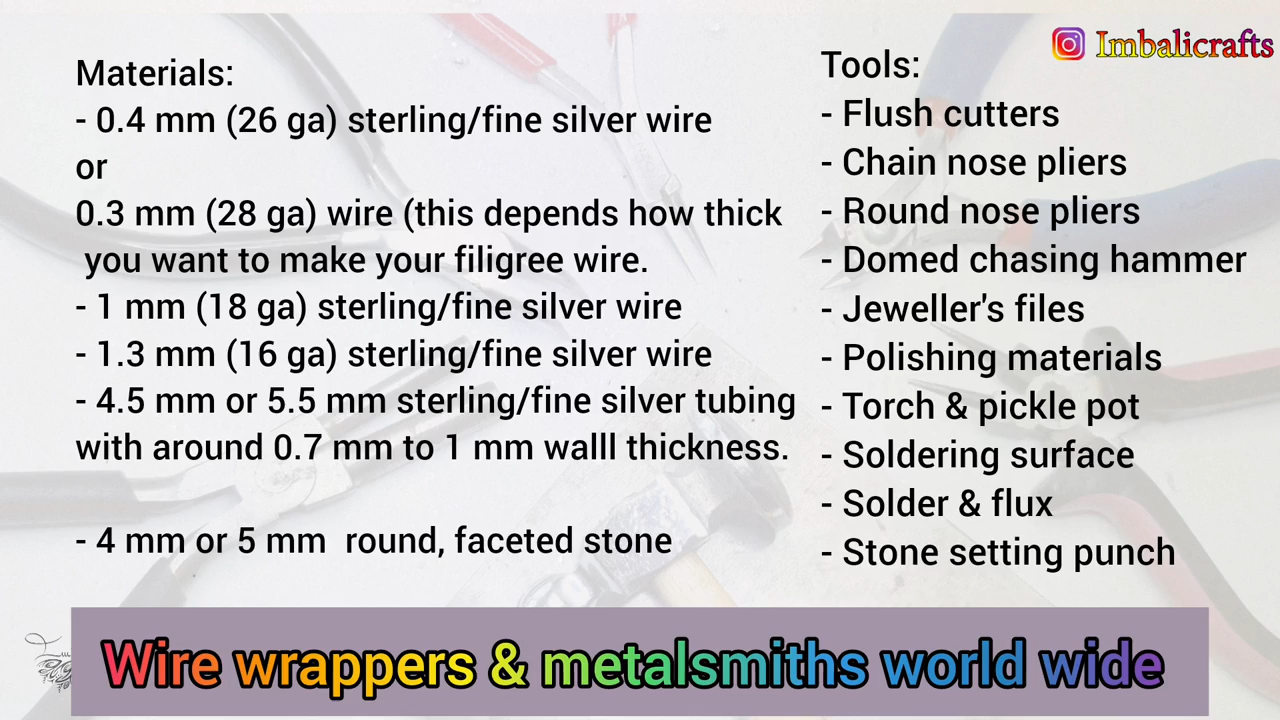 Materials:
- 0.4 mm (26 ga) sterling/fine silver wire
or
0.3 mm (28 ga) wire (this depends how thick
you want to make your filigree wire.
- 1 mm (18 ga) sterling/fine silver wire
- 1.3 mm (16 ga) sterling/fine silver wire
- 4.5 mm or 5.5 mm sterling/fine silver tubing
with around 0.7 mm to 1 mm walll thickness.
- 4 mm or 5 mm  round, faceted stone
Imbalicrafts
Tools:
- Flush cutters
- Chain nose pliers
- Round nose pliers
- Domed chasing hammer
- Jeweller's files
- Polishing materials
- Torch & pickle pot
- Soldering surface
- Solder & flux
- Stone setting punch
Wire wrappers & metalsmiths world wide